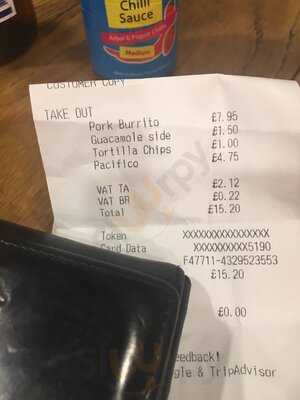 Chilli
Sauce
Medium
CUSTOMER COPY
TAKE OUT
Pork Burrito £7.95
Guacamole side £1.50
Tortilla Chips £1.00
Pacifico £4.75
VAT TA £2.12
VAT BR £0.22
Total £15.20
Token XXXXXXXXXXXXXXXX
Card Data XXXXXXXXXX5190
F47711-4329523553
£15.20
£0.00
eedback!
gle & TripAdvisor